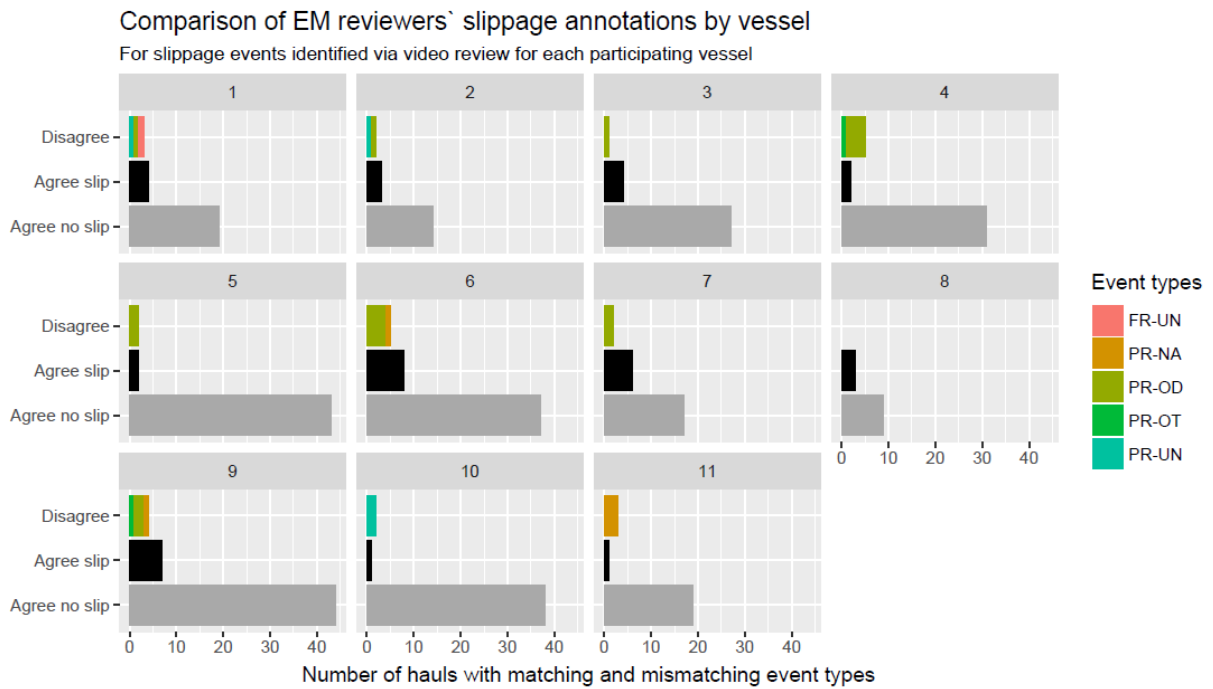 Comparison of EM reviewers` slippage annotations by vessel
For slippage events identified via video review for each participating vessel
1 2 3 4
Disagree
Agree slip
Agree no slip
5 6 7 8
Disagree
Agree slip
Agree no slip
0 10 20 30 40
9 10 11
Disagree
Agree slip
Agree no slip
0 10 20 30 40 0 10 20 30 40 0 10 20 30 40
Number of hauls with matching and mismatching event types
Event types
FR-UN
PR-NA
PR-OD
PR-OT
PR-UN